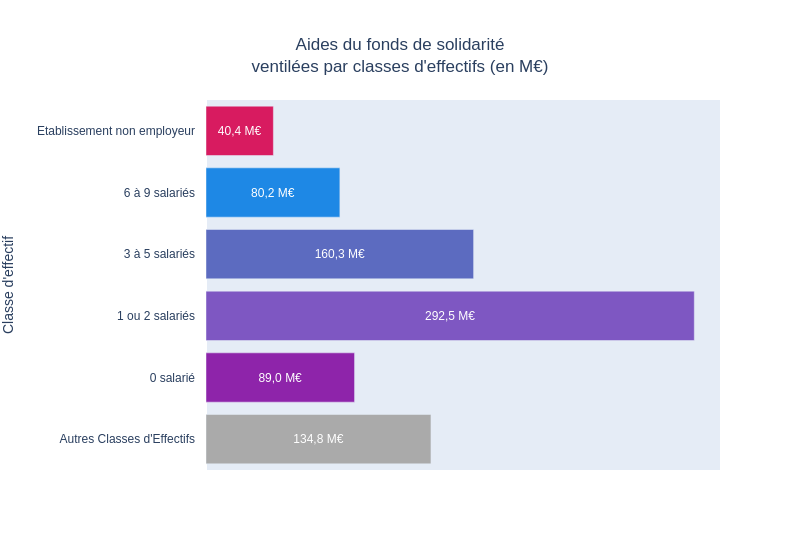 Aides du fonds de solidarité
ventilées par classes d'effectifs (en M€)
Classe d'effectif
Etablissement non employeur
40,4 M€
6 à 9 salariés
80,2 M€
3 à 5 salariés
160,3 M€
1 ou 2 salariés
292,5 M€
0 salarié
89,0 M€
Autres Classes d'Effectifs
134,8 M€